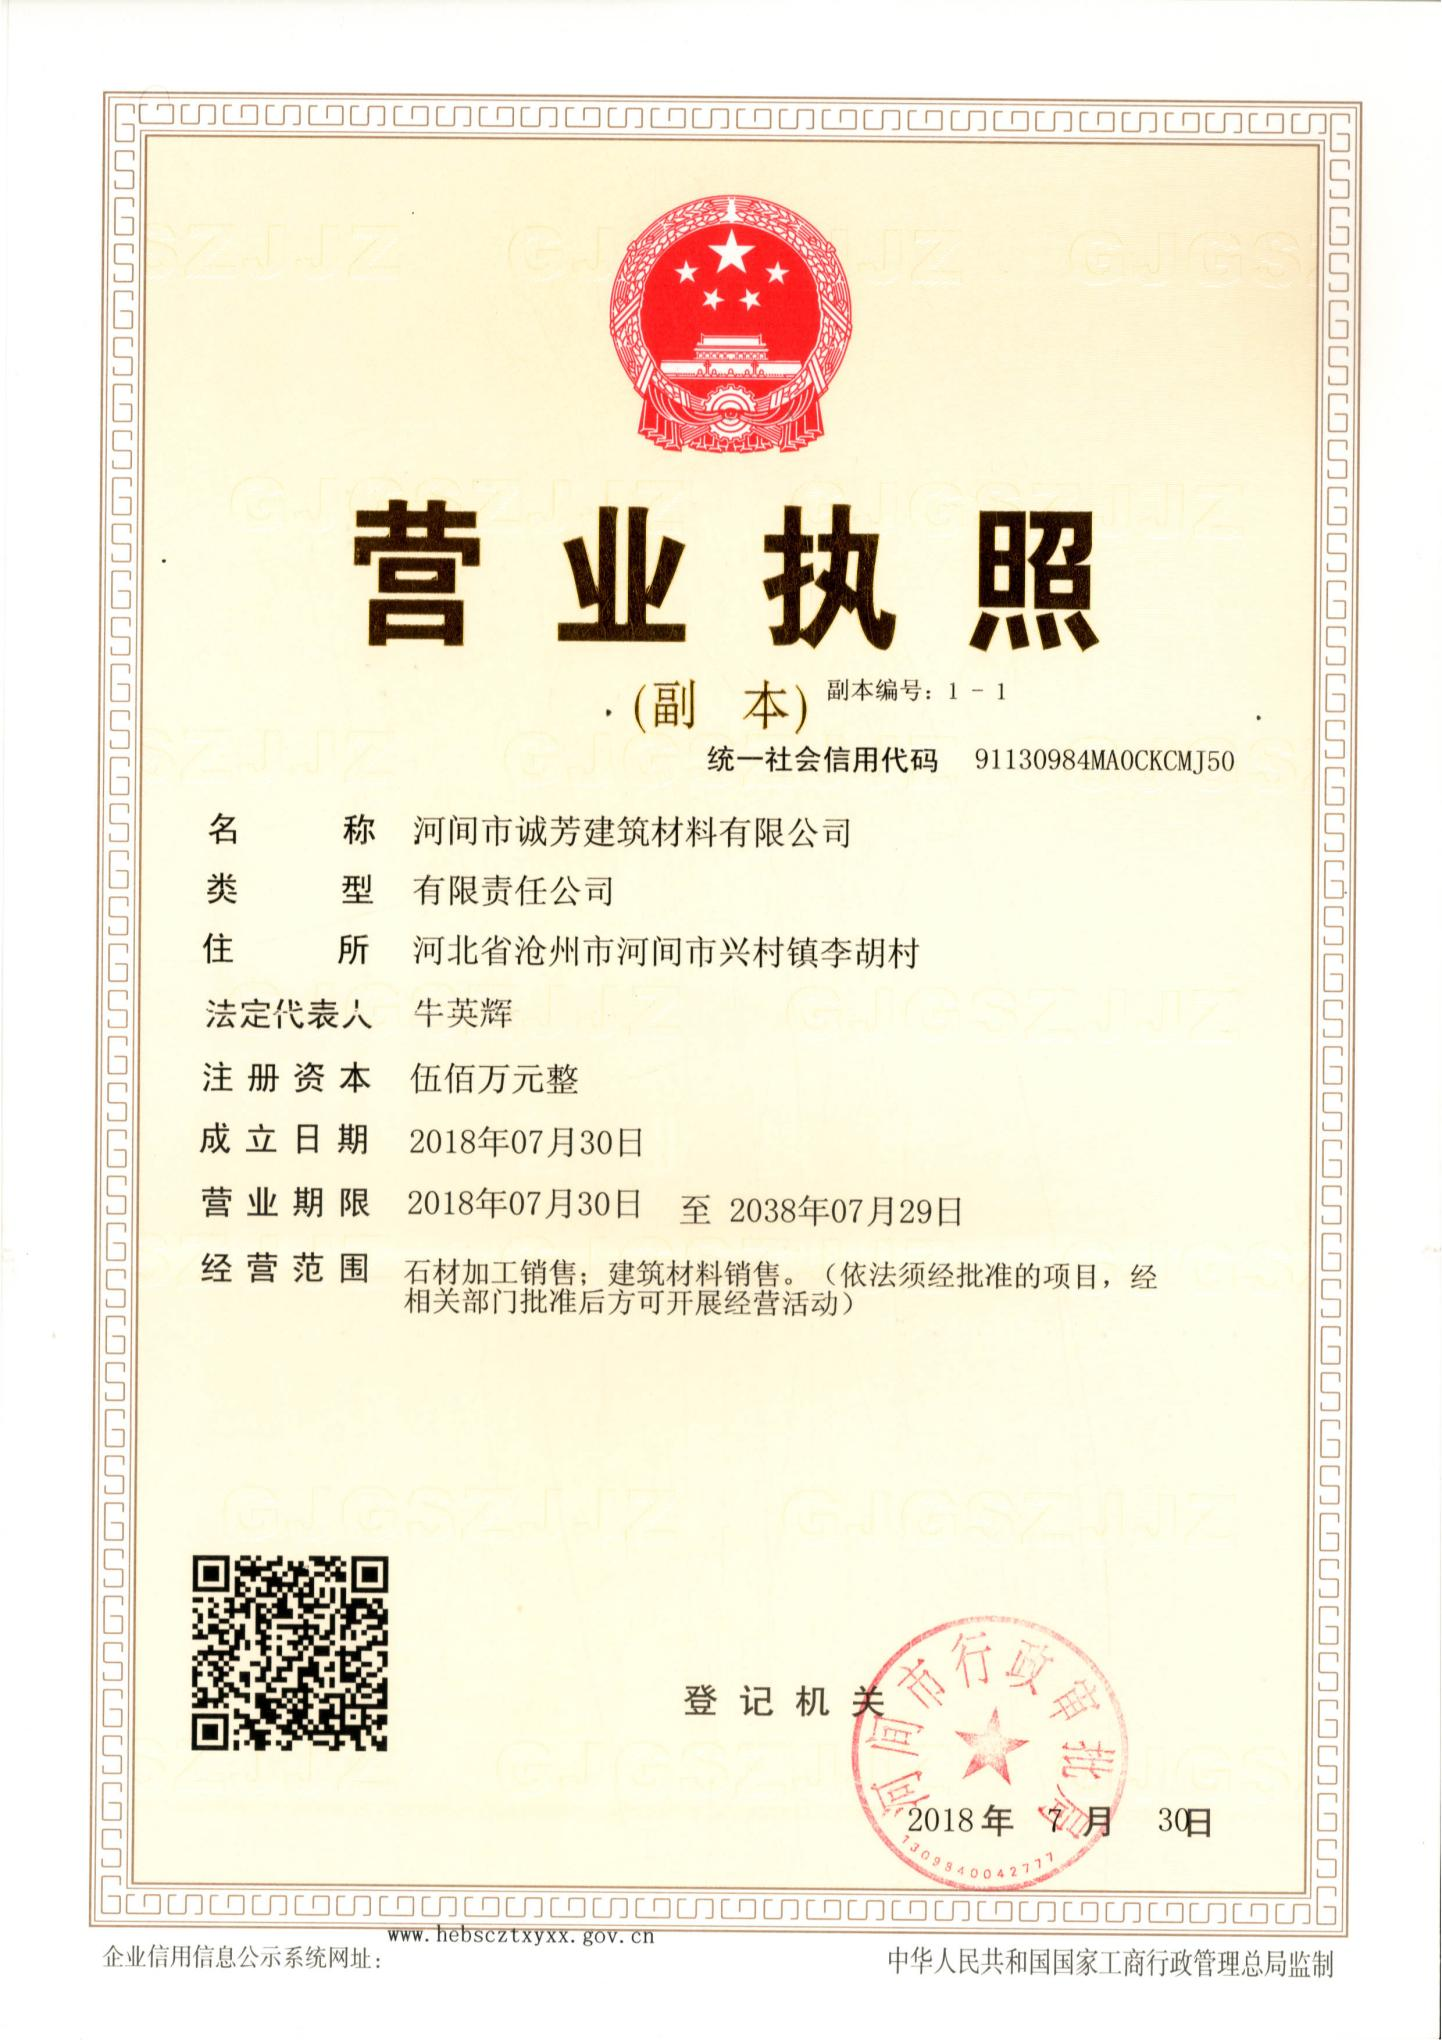 营业执照
(副 本) 副本编号：1 - 1
统一社会信用代码 91130984MA0CKCMJ50
名 称 河间市诚芳建筑材料有限公司
类 型 有限责任公司
住 所 河北省沧州市河间市兴村镇李胡村
法定代表人 牛英辉
注册资本 伍佰万元整
成立日期 2018年07月30日
营业期限 2018年07月30日 至 2038年07月29日
经营范围 石材加工销售；建筑材料销售。（依法须经批准的项目，经
相关部门批准后方可开展经营活动）
登记机关
河间市行政审批局
2018年 7月 30日
1309840042777
www.hebscztxyxx.gov.cn
企业信用信息公示系统网址：
中华人民共和国国家工商行政管理总局监制